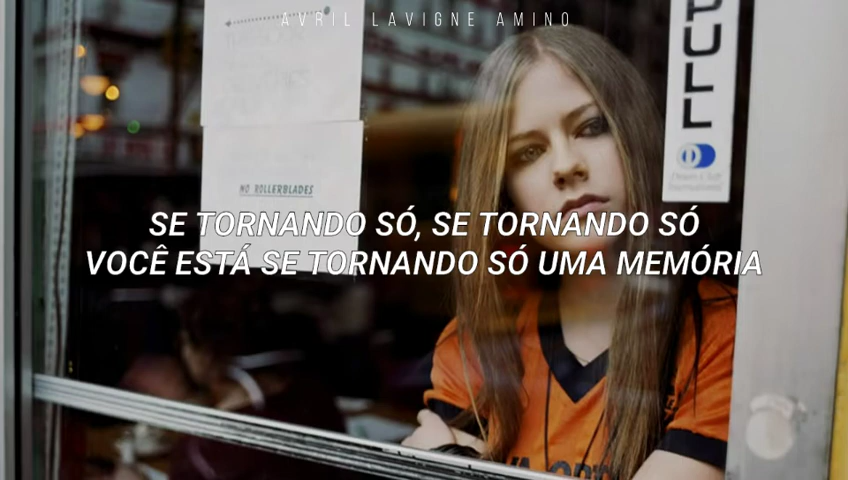 AVRIL LAVIGNE AMINO
PULL
NO ROLLERBLADES
SE TORNANDO SÓ, SE TORNANDO SÓ
VOCÊ ESTÁ SE TORNANDO SÓ UMA MEMÓRIA